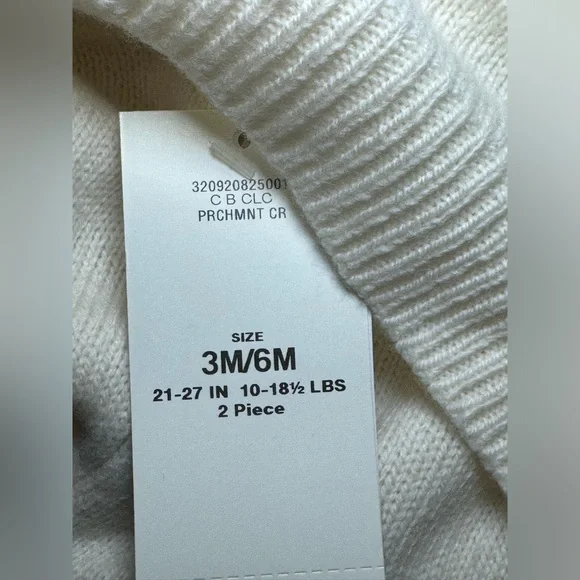 320920825001
C B CLC
PRCHMNT CR
SIZE
3M/6M
21-27 IN 10-18½ LBS
2 Piece